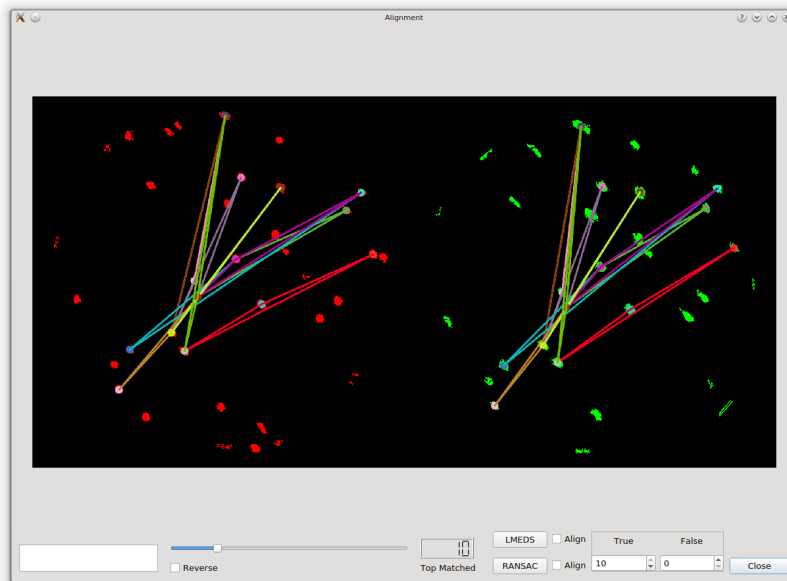 Alignment
LMEDS Align True False
10
Top Matched
Reverse
RANSAC Align 10 0 Close